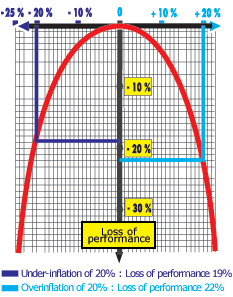 -25 % - 20 % - 10 % 0 +10 % +20 %
- 10 %
- 20 %
- 30 %
Loss of
performance
Under-inflation of 20% : Loss of performance 19%
Overinflation of 20% : Loss of performance 22%